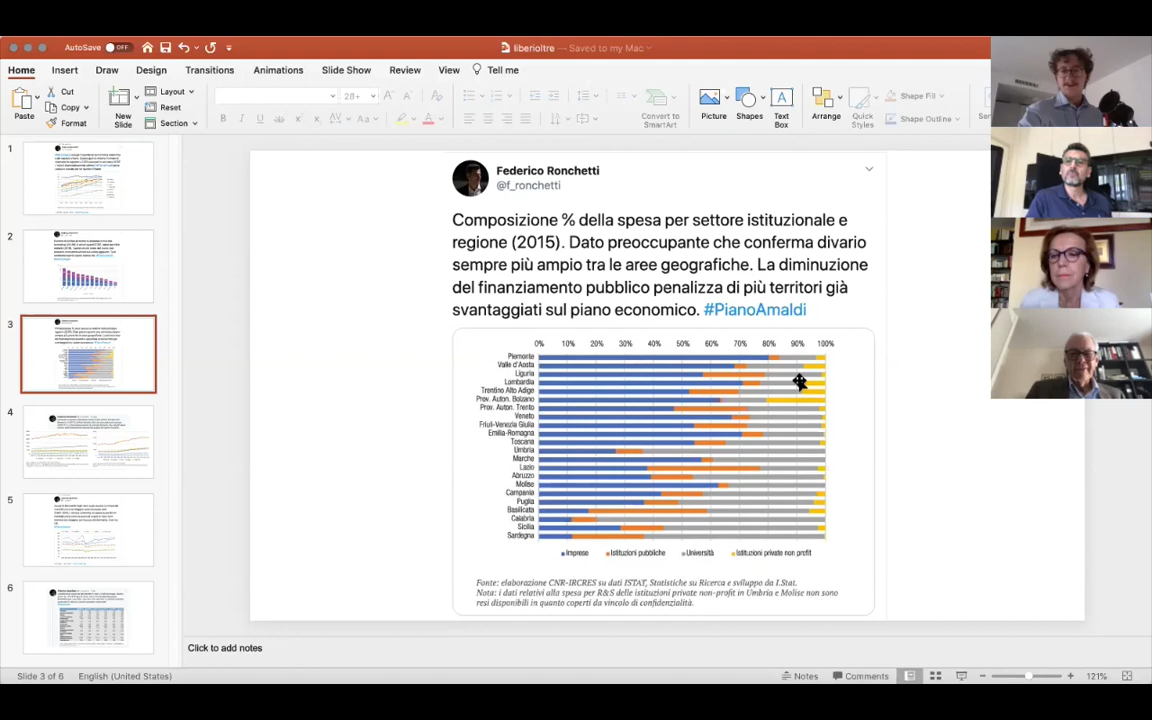 AutoSave OFF
liberioltre — Saved to my Mac
Home Insert Draw Design Transitions Animations Slide Show Review View Tell me
Paste
Cut
Copy
Format
New Slide
Layout
Reset
Section
28+
Convert to SmartArt
Picture
Shapes
Text Box
Arrange
Quick Styles
Shape Fill
Shape Outline
1
2
3
4
5
6
Federico Ronchetti
@f_ronchetti
Composizione % della spesa per settore istituzionale e
regione (2015). Dato preoccupante che conferma divario
sempre più ampio tra le aree geografiche. La diminuzione
del finanziamento pubblico penalizza di più territori già
svantaggiati sul piano economico. #PianoAmaldi
0% 10% 20% 30% 40% 50% 60% 70% 80% 90% 100%
Piemonte
Valle d'Aosta
Liguria
Lombardia
Trentino Alto Adige
Prov. Auton. Bolzano
Prov. Auton. Trento
Veneto
Friuli-Venezia Giulia
Emilia-Romagna
Toscana
Umbria
Marche
Lazio
Abruzzo
Molise
Campania
Puglia
Basilicata
Calabria
Sicilia
Sardegna
Imprese Istituzioni pubbliche Università Istituzioni private non profit
Fonte: elaborazione CNR-IRCRES su dati ISTAT, Statistiche su Ricerca e sviluppo da I.Stat.
Nota: i dati relativi alla spesa per R&S delle istituzioni private non-profit in Umbria e Molise non sono
resi disponibili in quanto coperti da vincolo di confidenzialità.
Click to add notes
Slide 3 of 6 English (United States) Notes Comments 121%